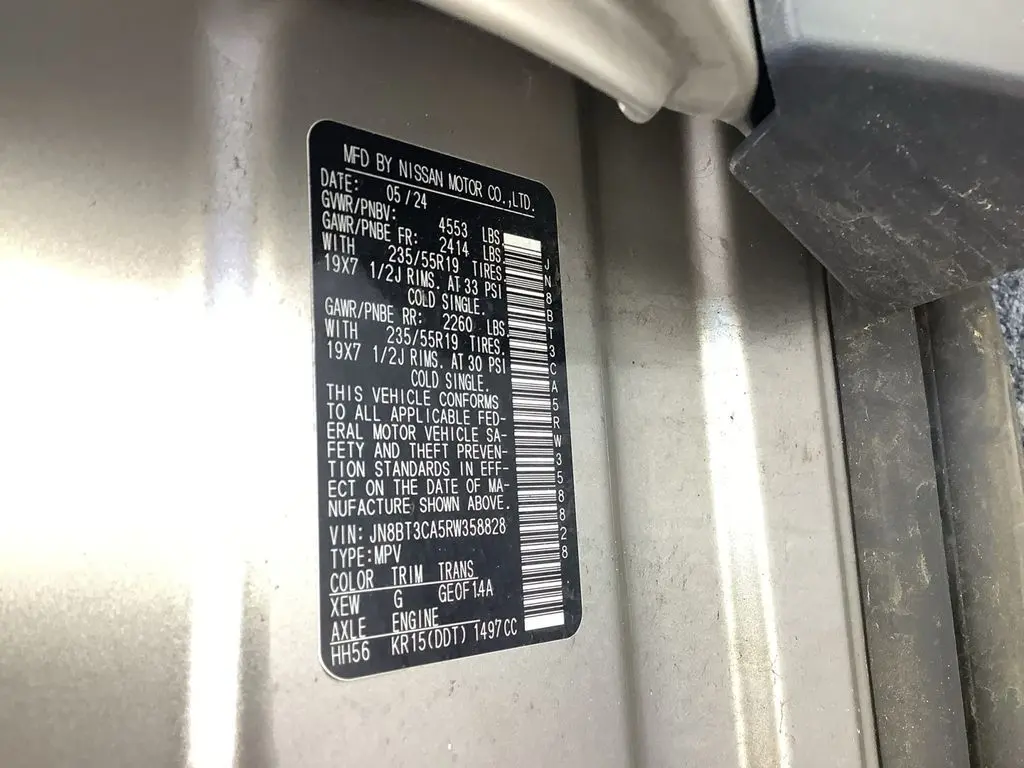 MFD BY NISSAN MOTOR CO.,LTD.
DATE: 05/24
GVWR/PNBV: 4553 LBS
GAWR/PNBE FR: 2414 LBS
WITH 235/55R19 TIRES
19X7 1/2J RIMS. AT 33 PSI
COLD SINGLE.
GAWR/PNBE RR: 2260 LBS.
WITH 235/55R19 TIRES.
19X7 1/2J RIMS. AT 30 PSI
COLD SINGLE.
THIS VEHICLE CONFORMS
TO ALL APPLICABLE FED-
ERAL MOTOR VEHICLE SA-
FETY AND THEFT PREVEN-
TION STANDARDS IN EFF-
ECT ON THE DATE OF MA-
NUFACTURE SHOWN ABOVE.
VIN: JN8BT3CA5RW358828
TYPE:MPV
COLOR TRIM TRANS
XEW G GE0F14A
AXLE ENGINE
HH56 KR15(DDT) 1497CC
JN8BT3CA5RW358828